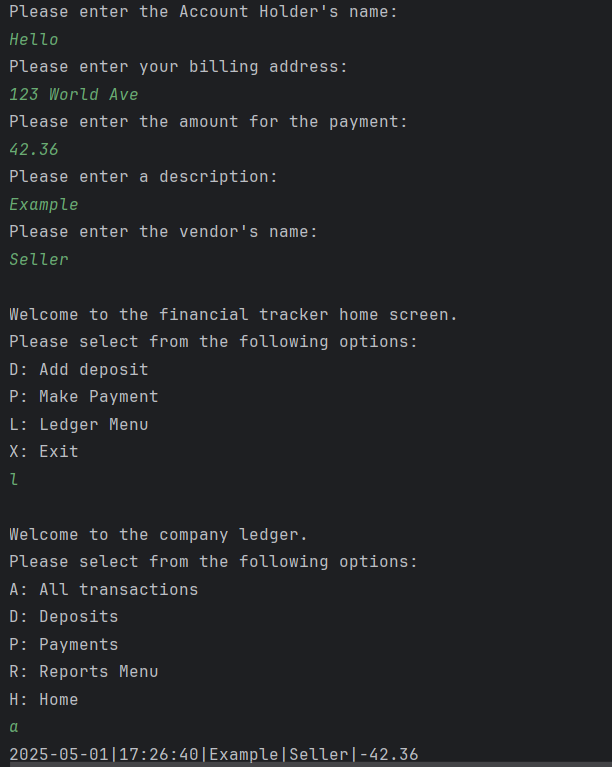 Please enter the Account Holder's name:
Hello
Please enter your billing address:
123 World Ave
Please enter the amount for the payment:
42.36
Please enter a description:
Example
Please enter the vendor's name:
Seller
Welcome to the financial tracker home screen.
Please select from the following options:
D: Add deposit
P: Make Payment
L: Ledger Menu
X: Exit
l
Welcome to the company ledger.
Please select from the following options:
A: All transactions
D: Deposits
P: Payments
R: Reports Menu
H: Home
a
2025-05-01|17:26:40|Example|Seller|-42.36